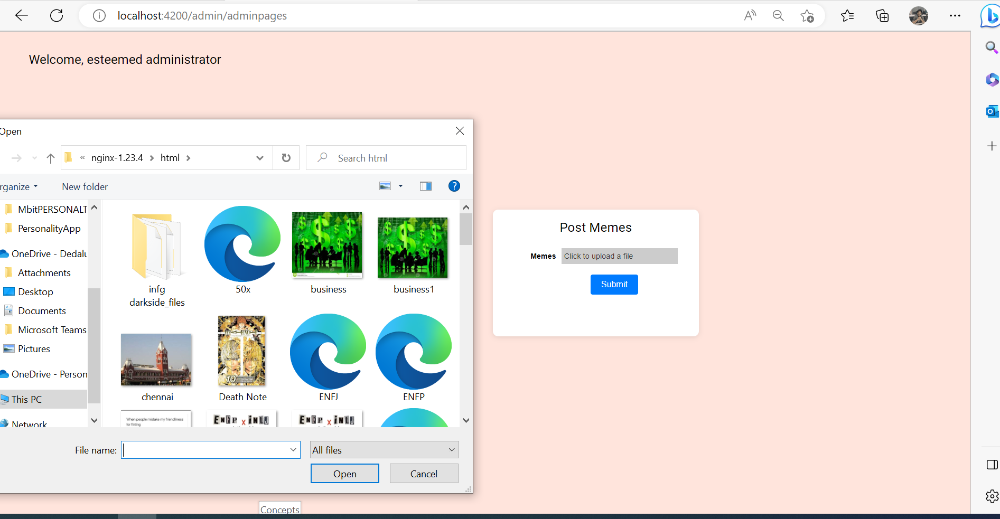 localhost:4200/admin/adminpages
Welcome, esteemed administrator
Open
« nginx-1.23.4 > html >
Search html
rganize
New folder
MbitPERSONALT
PersonalityApp
OneDrive - Dedalu
Attachments
Desktop
Documents
Microsoft Teams
Pictures
OneDrive - Person
This PC
Network
infg
darkside_files
50x
business
business1
chennai
10
Death Note
ENFJ
ENFP
When people mistake my friendliness
for flirting
ENFP x intJ
ENFP x intJ
File name:
All files
Open
Cancel
Post Memes
Memes
Click to upload a file
Submit
Concepts